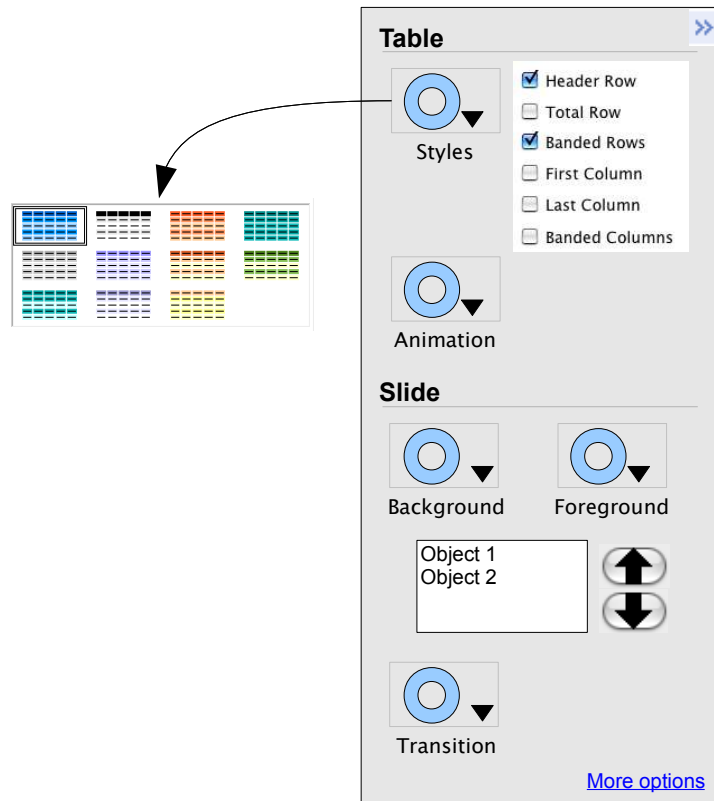 Table
Header Row
Total Row
Banded Rows
First Column
Last Column
Banded Columns
Styles
Animation
Slide
Background Foreground
Object 1
Object 2
Transition
More options